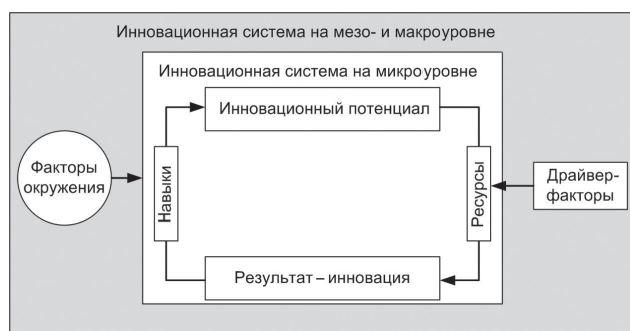 Инновационная система на мезо- и макроуровне
Инновационная система на микроуровне
Инновационный потенциал
Факторы
окружения
Навыки
Ресурсы
Драйвер-
факторы
Результат – инновация